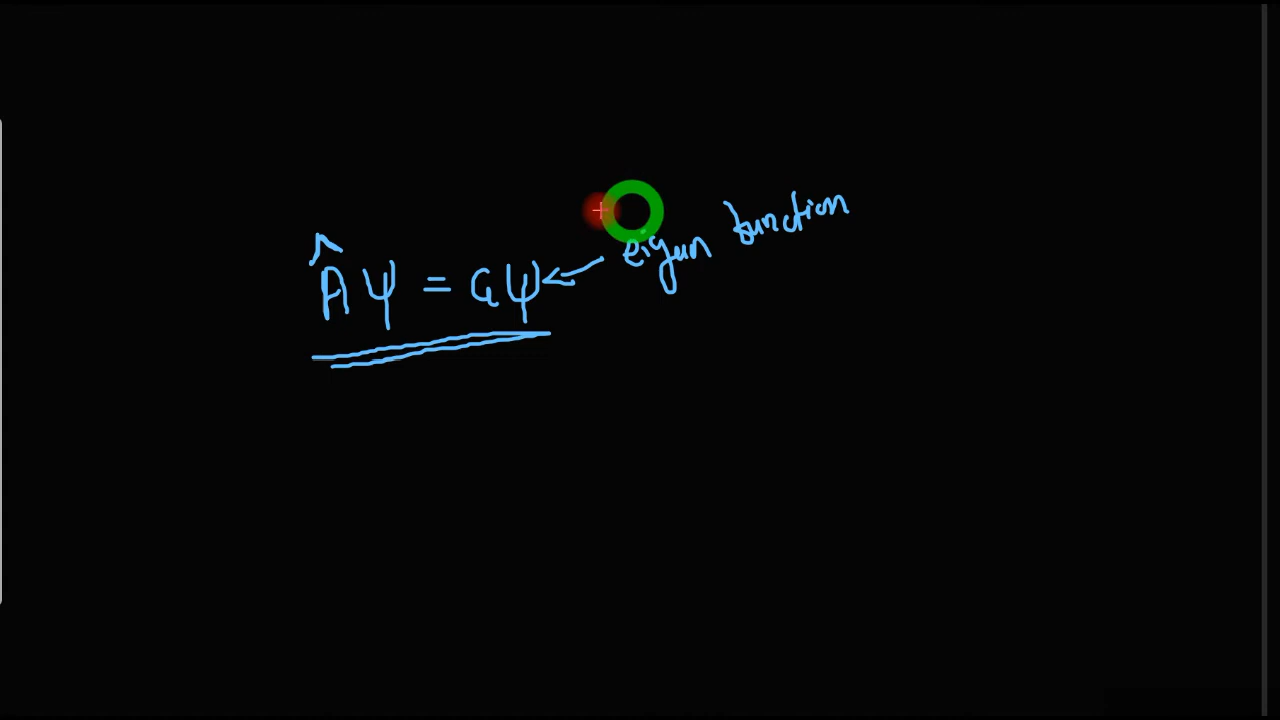 eigen function
Âψ = aψ